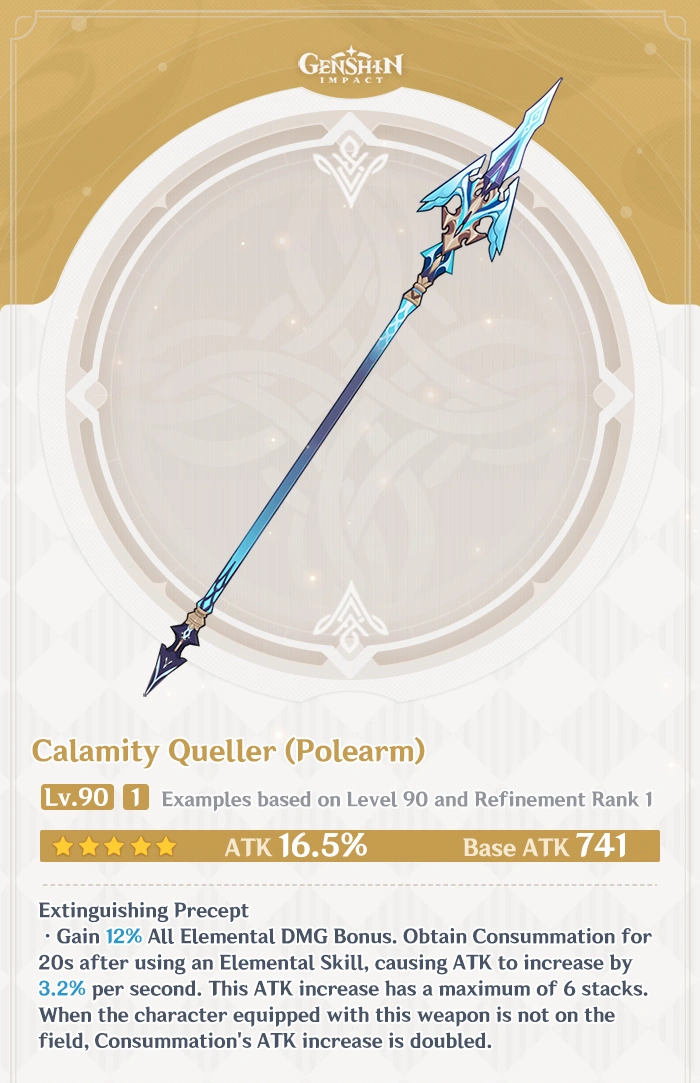 GENSHIN
IMPACT
Calamity Queller (Polearm)
Lv.90 1 Examples based on Level 90 and Refinement Rank 1
ATK 16.5% Base ATK 741
Extinguishing Precept
· Gain 12% All Elemental DMG Bonus. Obtain Consummation for
20s after using an Elemental Skill, causing ATK to increase by
3.2% per second. This ATK increase has a maximum of 6 stacks.
When the character equipped with this weapon is not on the
field, Consummation's ATK increase is doubled.